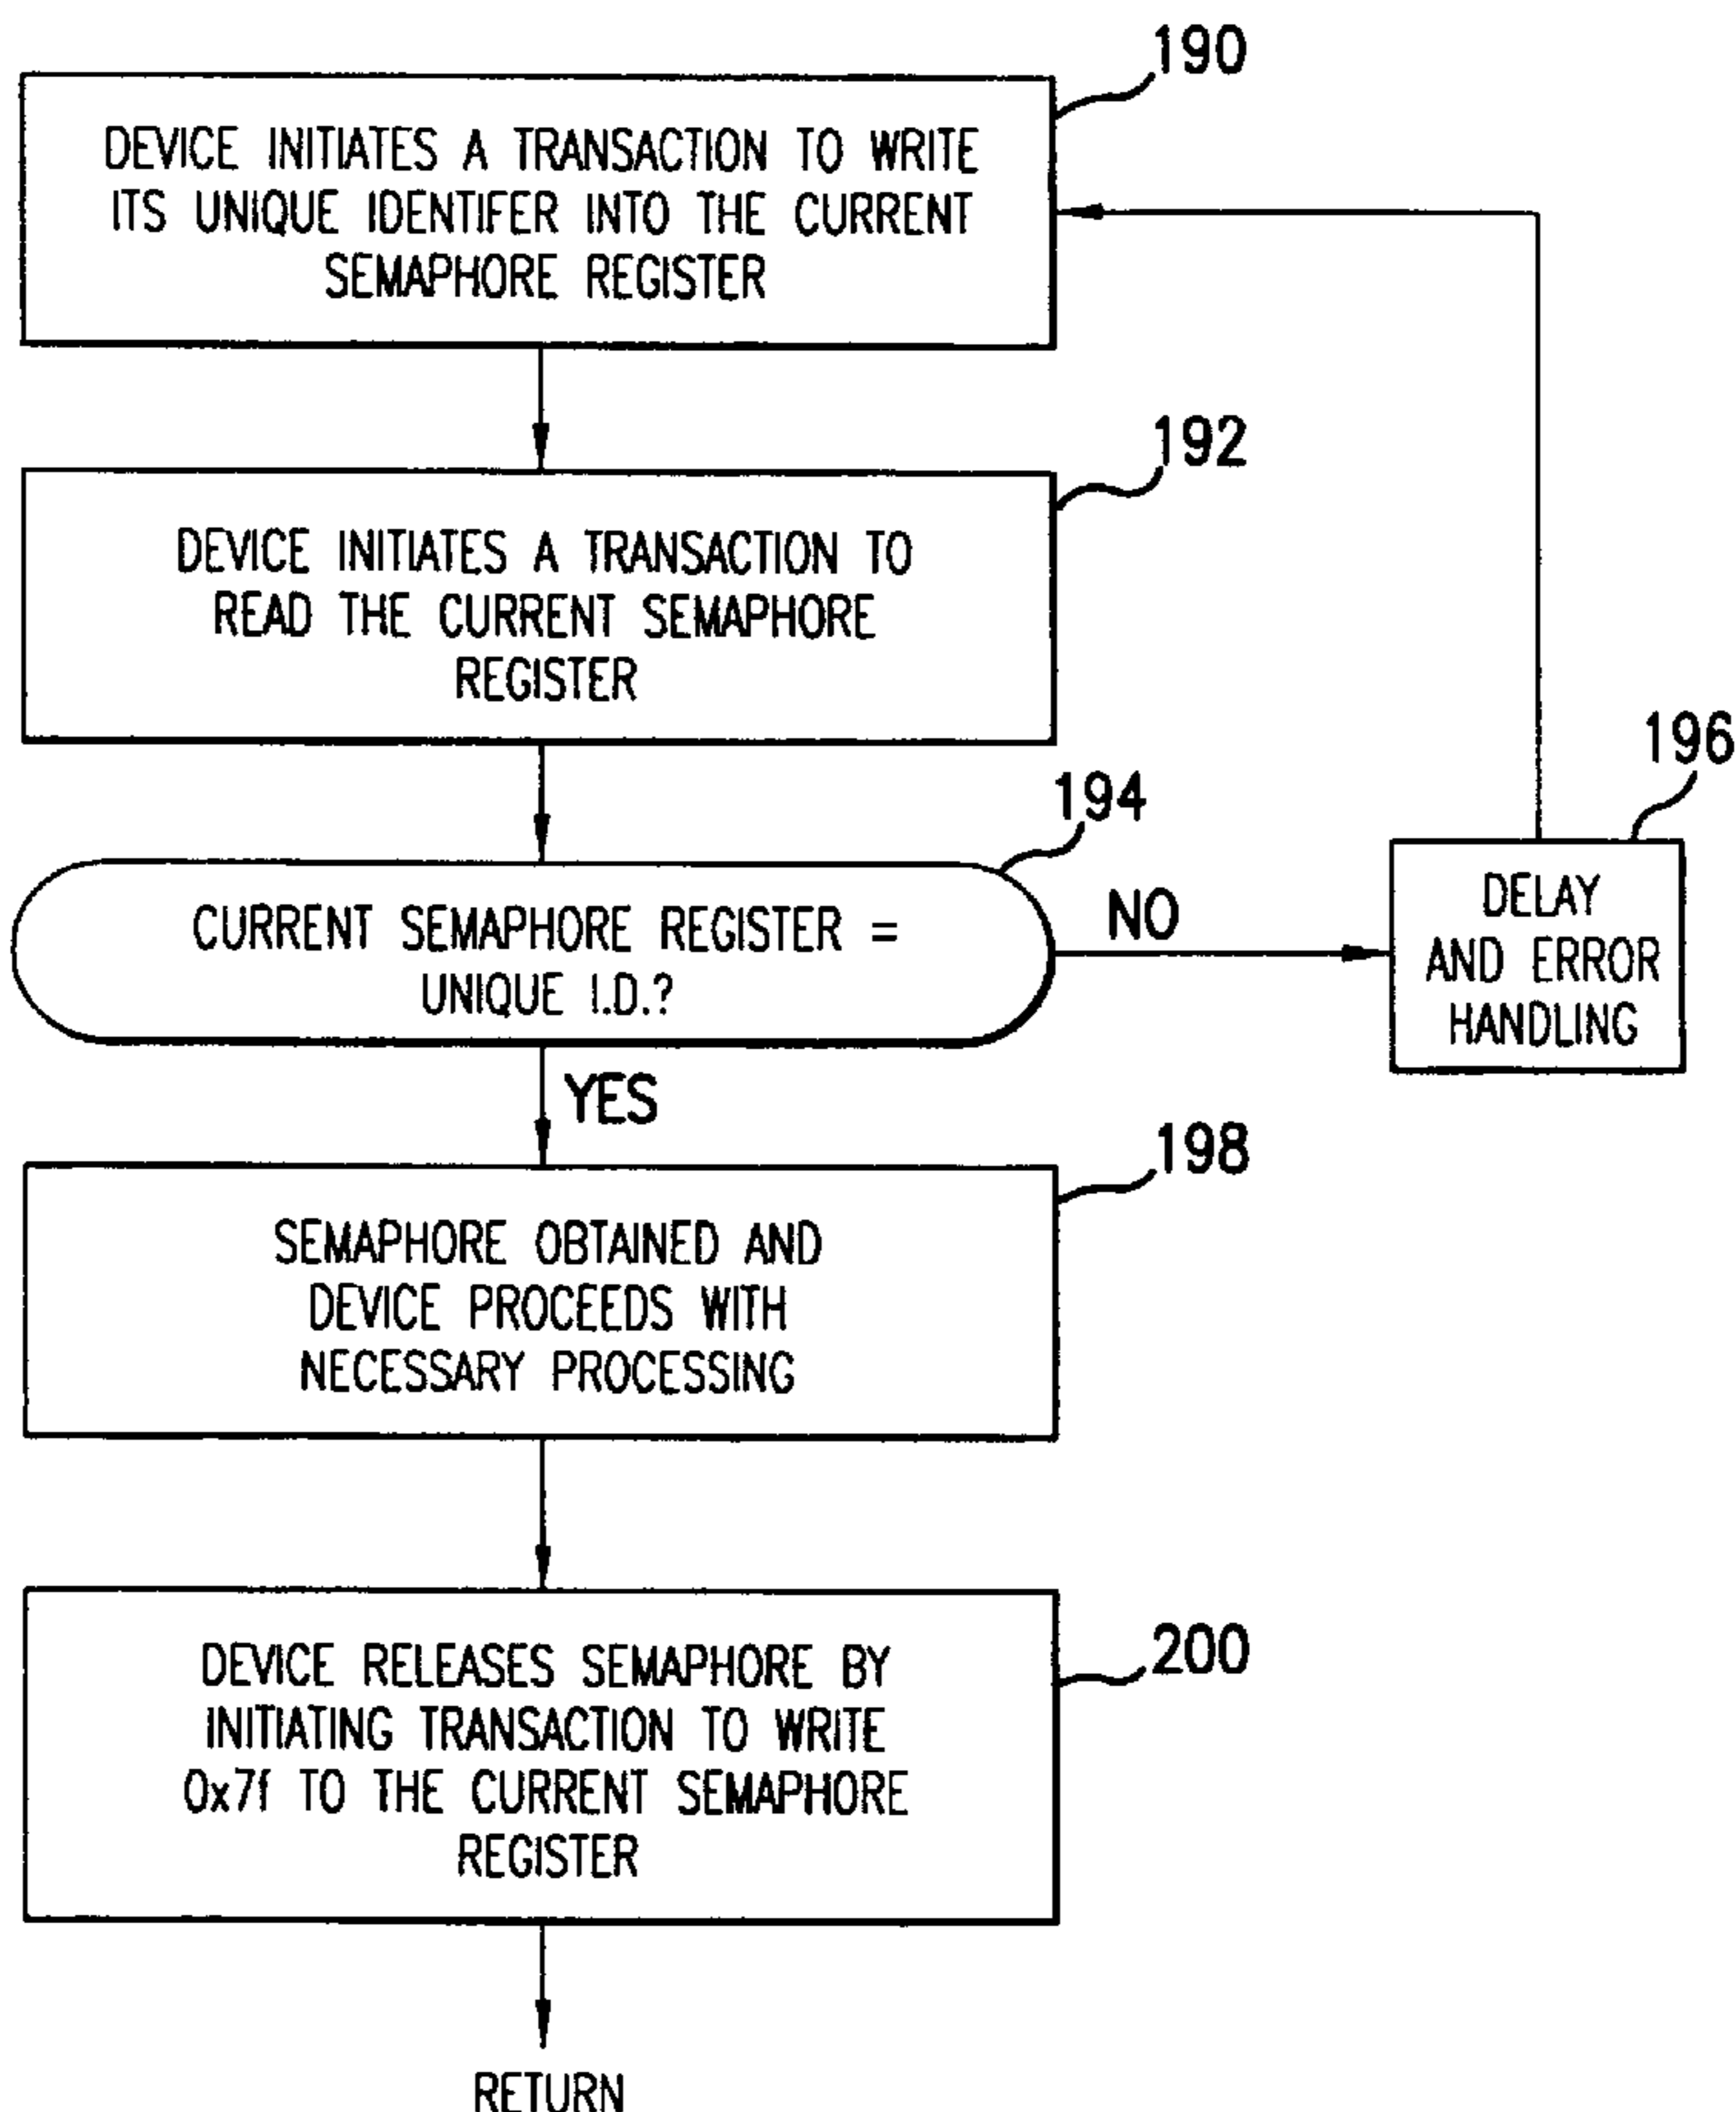 190
DEVICE INITIATES A TRANSACTION TO WRITE
ITS UNIQUE IDENTIFER INTO THE CURRENT
SEMAPHORE REGISTER
192
DEVICE INITIATES A TRANSACTION TO
READ THE CURRENT SEMAPHORE
REGISTER
194
CURRENT SEMAPHORE REGISTER =
UNIQUE I.D.?
NO
196
DELAY
AND ERROR
HANDLING
YES
198
SEMAPHORE OBTAINED AND
DEVICE PROCEEDS WITH
NECESSARY PROCESSING
200
DEVICE RELEASES SEMAPHORE BY
INITIATING TRANSACTION TO WRITE
0x7f TO THE CURRENT SEMAPHORE
REGISTER
RETURN